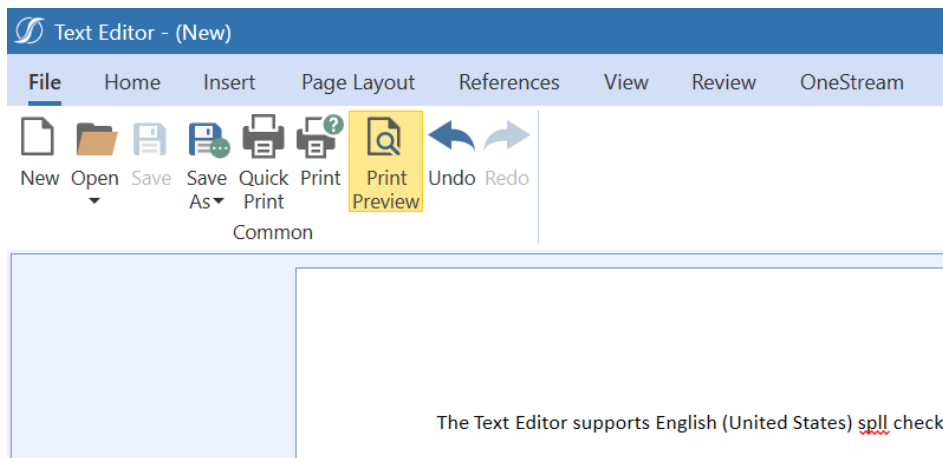 Text Editor - (New)
File Home Insert Page Layout References View Review OneStream
New Open Save Save As Quick Print Print Print Preview Undo Redo
Common
The Text Editor supports English (United States) spll check